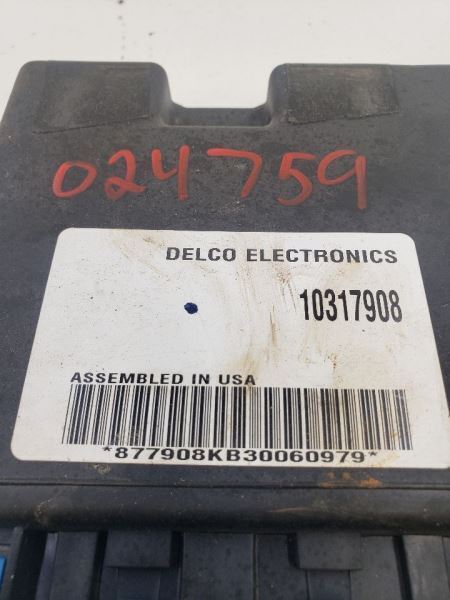 024759
DELCO ELECTRONICS
10317908
ASSEMBLED IN USA
*877908KB30060979*